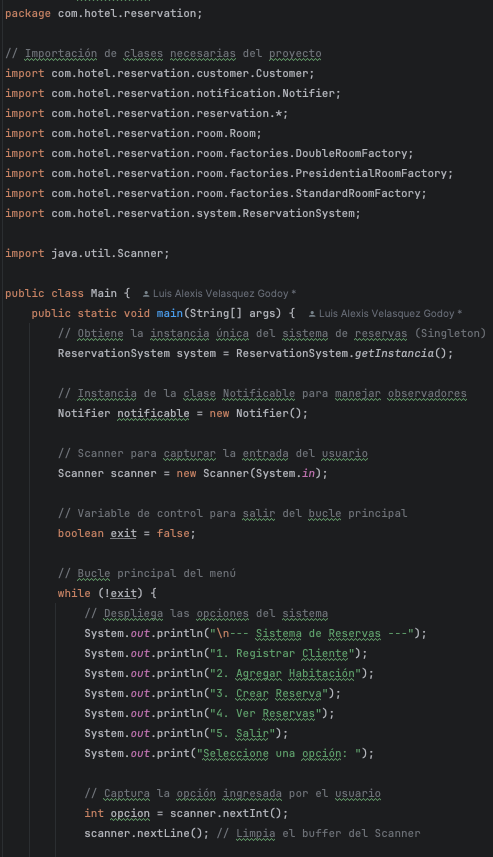 package com.hotel.reservation;
// Importación de clases necesarias del proyecto
import com.hotel.reservation.customer.Customer;
import com.hotel.reservation.notification.Notifier;
import com.hotel.reservation.reservation.*;
import com.hotel.reservation.room.Room;
import com.hotel.reservation.room.factories.DoubleRoomFactory;
import com.hotel.reservation.room.factories.PresidentialRoomFactory;
import com.hotel.reservation.room.factories.StandardRoomFactory;
import com.hotel.reservation.system.ReservationSystem;
import java.util.Scanner;
public class Main { Luis Alexis Velasquez Godoy *
public static void main(String[] args) { Luis Alexis Velasquez Godoy *
// Obtiene la instancia única del sistema de reservas (Singleton)
ReservationSystem system = ReservationSystem.getInstancia();
// Instancia de la clase Notificable para manejar observadores
Notifier notificable = new Notifier();
// Scanner para capturar la entrada del usuario
Scanner scanner = new Scanner(System.in);
// Variable de control para salir del bucle principal
boolean exit = false;
// Bucle principal del menú
while (!exit) {
// Despliega las opciones del sistema
System.out.println("\n--- Sistema de Reservas ---");
System.out.println("1. Registrar Cliente");
System.out.println("2. Agregar Habitación");
System.out.println("3. Crear Reserva");
System.out.println("4. Ver Reservas");
System.out.println("5. Salir");
System.out.print("Seleccione una opción: ");
// Captura la opción ingresada por el usuario
int opcion = scanner.nextInt();
scanner.nextLine(); // Limpia el buffer del Scanner